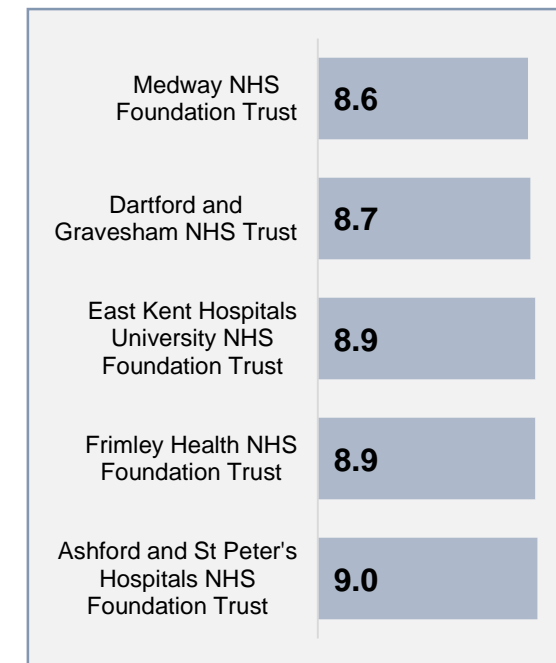 Medway NHS
Foundation Trust
8.6
Dartford and
Gravesham NHS Trust
8.7
East Kent Hospitals
University NHS
Foundation Trust
8.9
Frimley Health NHS
Foundation Trust
8.9
Ashford and St Peter's
Hospitals NHS
Foundation Trust
9.0